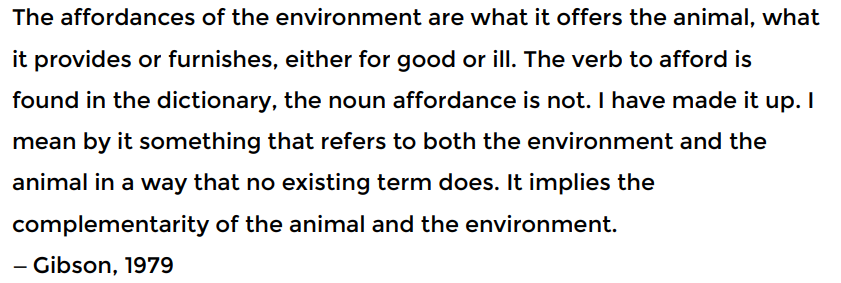 The affordances of the environment are what it offers the animal, what
it provides or furnishes, either for good or ill. The verb to afford is
found in the dictionary, the noun affordance is not. I have made it up. I
mean by it something that refers to both the environment and the
animal in a way that no existing term does. It implies the
complementarity of the animal and the environment.
– Gibson, 1979